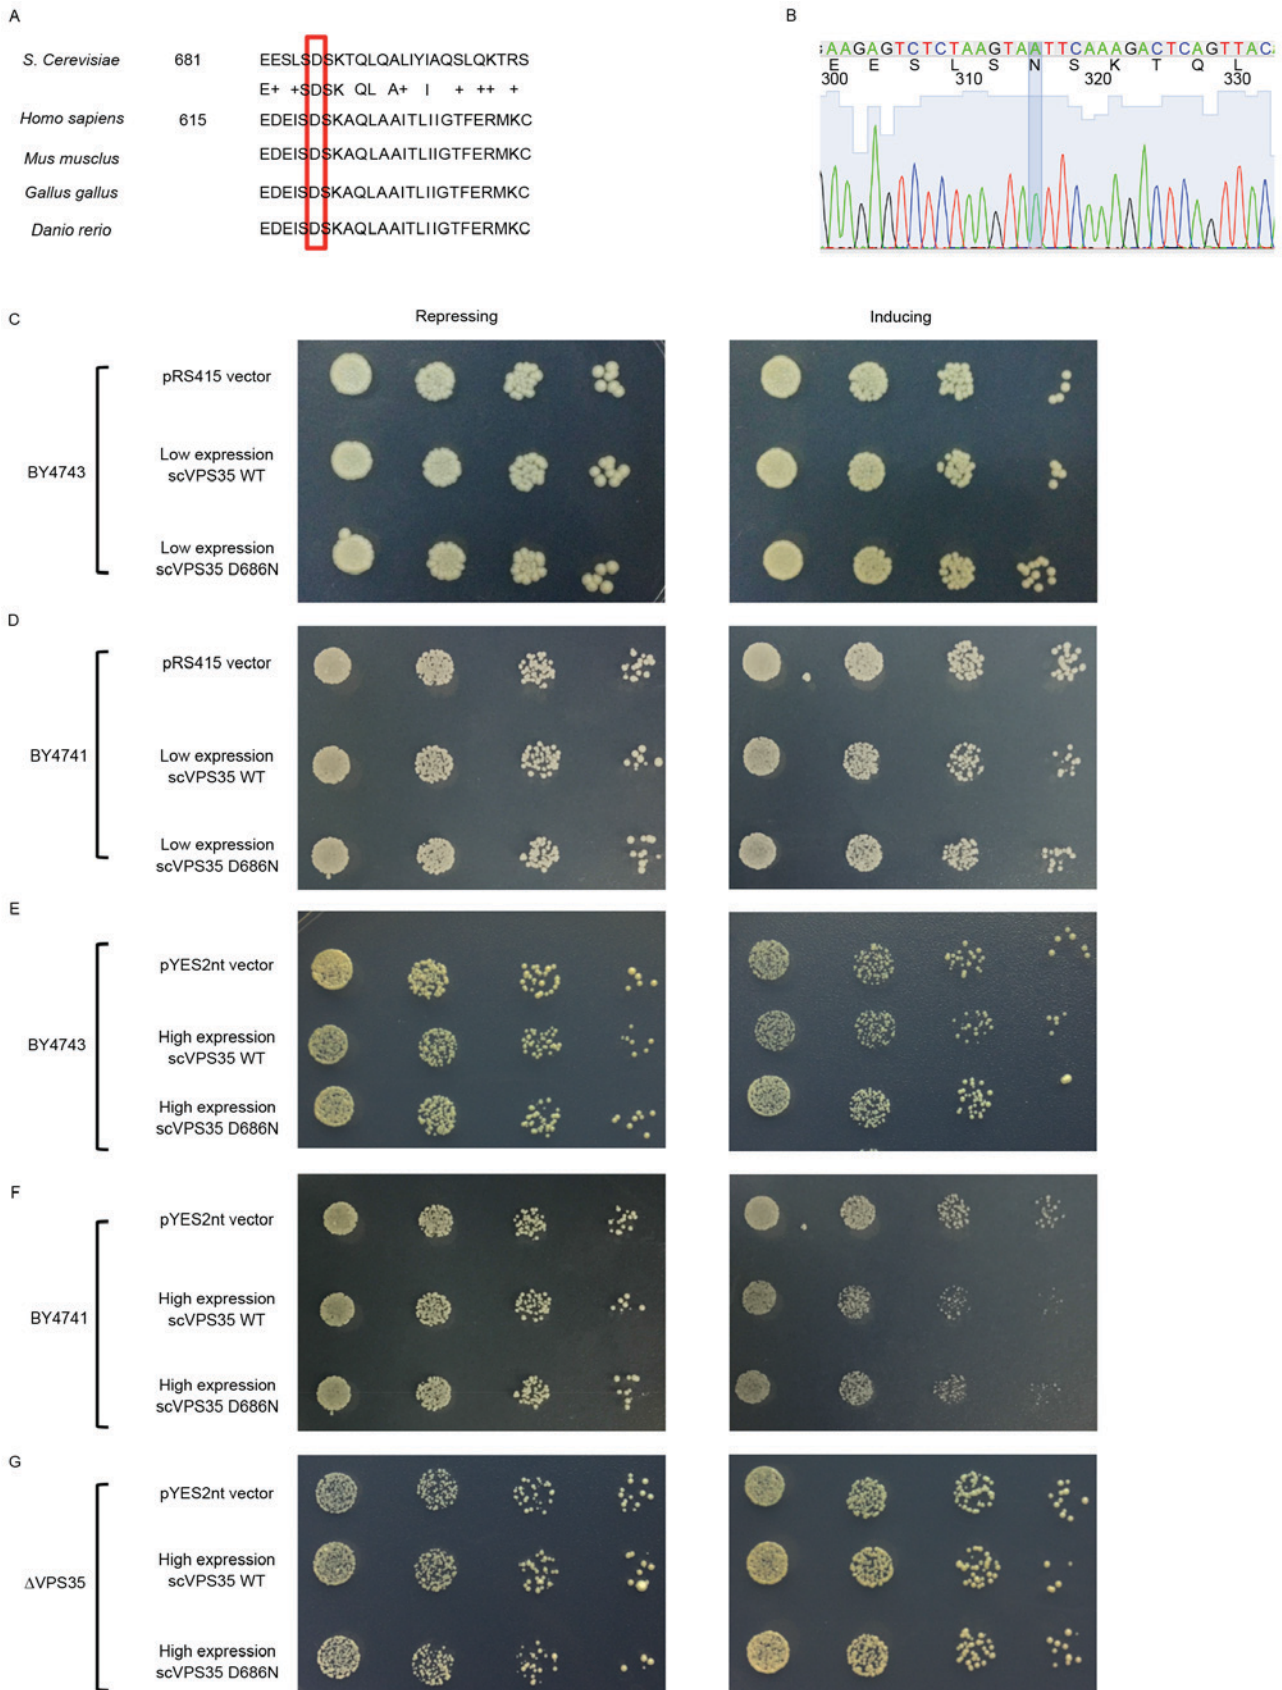 A
S. Cerevisiae 681 EESLSDSKTQLQALIYIAQSLQKTRS
E+ +SDSK QL A+ I + ++ +
Homo sapiens 615 EDEISDSKAQLAAITLIIGTFERMKC
Mus musclus EDEISDSKAQLAAITLIIGTFERMKC
Gallus gallus EDEISDSKAQLAAITLIIGTFERMKC
Danio rerio EDEISDSKAQLAAITLIIGTFERMKC
B
AAGAGTCTCTAAGTAATTCAAAGACTCAGTTAC
E E S L S N S K T Q L
300 310 320 330
C
Repressing Inducing
BY4743
pRS415 vector
Low expression
scVPS35 WT
Low expression
scVPS35 D686N
D
BY4741
pRS415 vector
Low expression
scVPS35 WT
Low expression
scVPS35 D686N
E
BY4743
pYES2nt vector
High expression
scVPS35 WT
High expression
scVPS35 D686N
F
BY4741
pYES2nt vector
High expression
scVPS35 WT
High expression
scVPS35 D686N
G
ΔVPS35
pYES2nt vector
High expression
scVPS35 WT
High expression
scVPS35 D686N